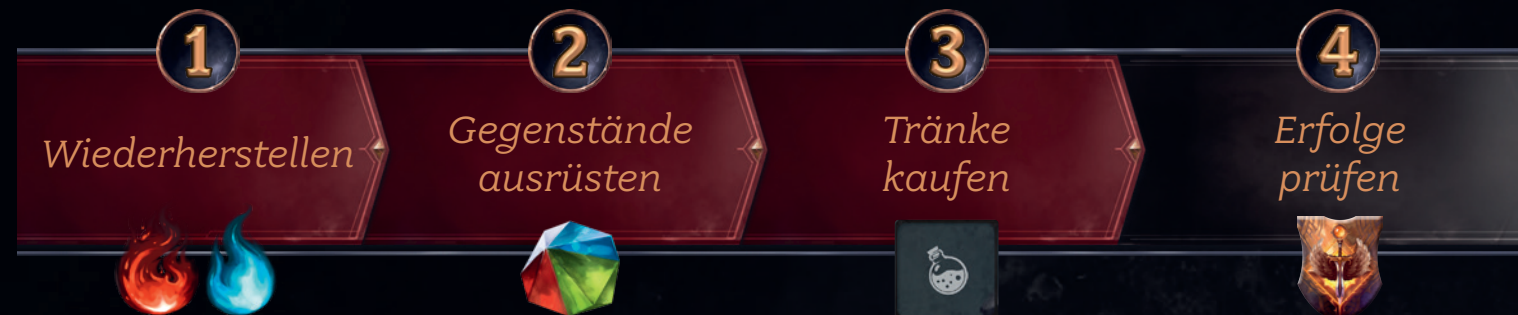 1
Wiederherstellen
2
Gegenstände
ausrüsten
3
Tränke
kaufen
4
Erfolge
prüfen